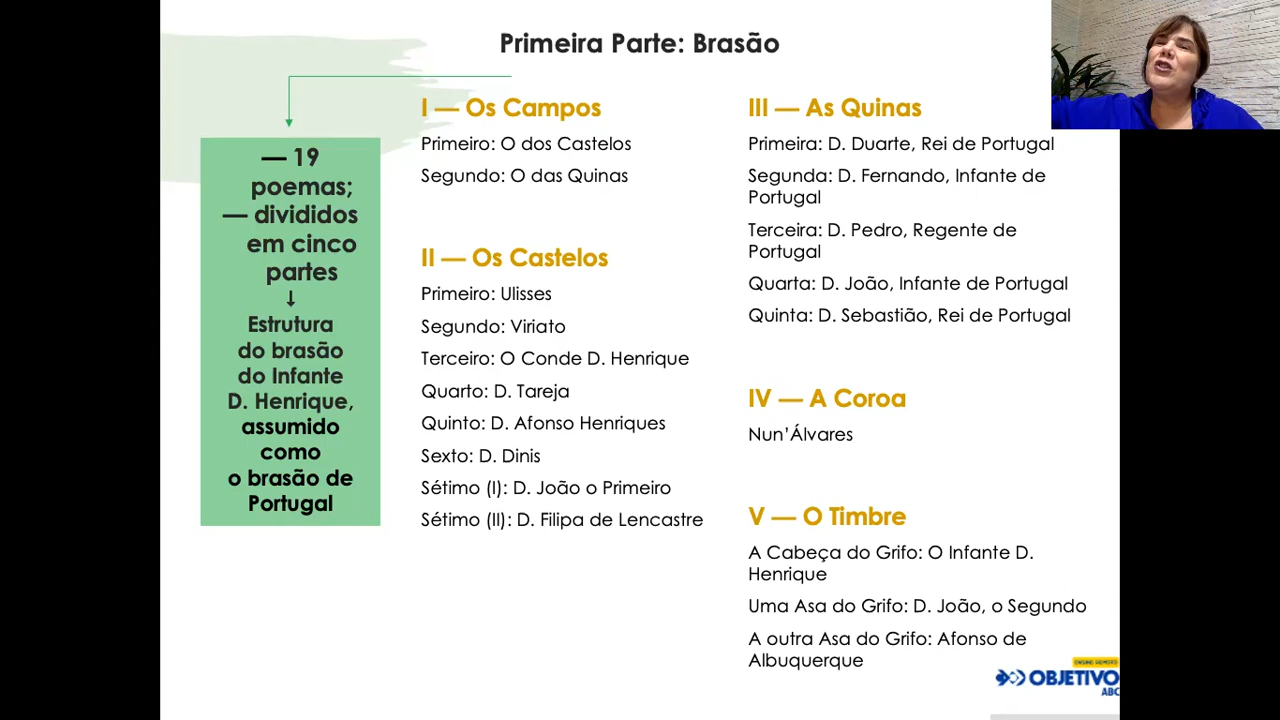 Primeira Parte: Brasão
— 19
poemas;
— divididos
em cinco
partes
↓
Estrutura
do brasão
do Infante
D. Henrique,
assumido
como
o brasão de
Portugal
I — Os Campos
Primeiro: O dos Castelos
Segundo: O das Quinas
II — Os Castelos
Primeiro: Ulisses
Segundo: Viriato
Terceiro: O Conde D. Henrique
Quarto: D. Tareja
Quinto: D. Afonso Henriques
Sexto: D. Dinis
Sétimo (I): D. João o Primeiro
Sétimo (II): D. Filipa de Lencastre
III — As Quinas
Primeira: D. Duarte, Rei de Portugal
Segunda: D. Fernando, Infante de
Portugal
Terceira: D. Pedro, Regente de
Portugal
Quarta: D. João, Infante de Portugal
Quinta: D. Sebastião, Rei de Portugal
IV — A Coroa
Nun’Álvares
V — O Timbre
A Cabeça do Grifo: O Infante D.
Henrique
Uma Asa do Grifo: D. João, o Segundo
A outra Asa do Grifo: Afonso de
Albuquerque
ENSINO REMOTO
OBJETIVO
ABC